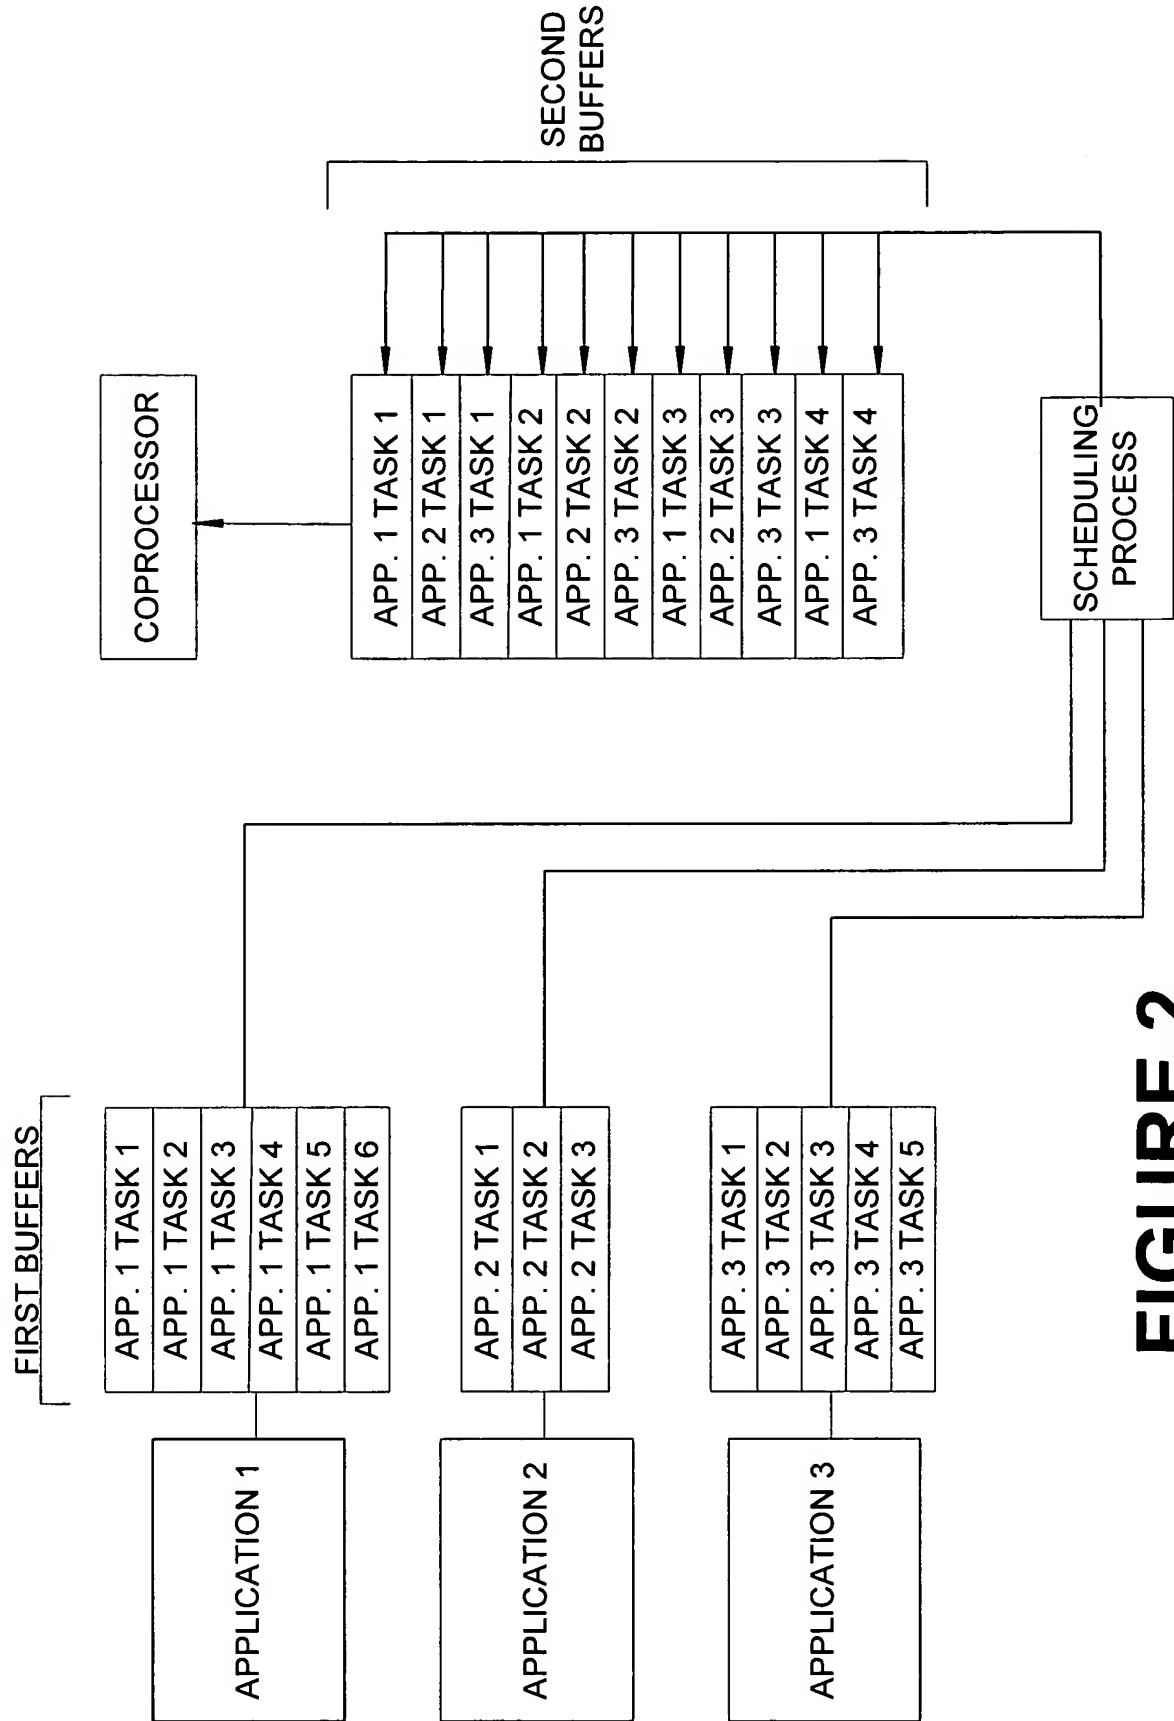 FIRST BUFFERS
APPLICATION 1
APP. 1 TASK 1
APP. 1 TASK 2
APP. 1 TASK 3
APP. 1 TASK 4
APP. 1 TASK 5
APP. 1 TASK 6
APPLICATION 2
APP. 2 TASK 1
APP. 2 TASK 2
APP. 2 TASK 3
APPLICATION 3
APP. 3 TASK 1
APP. 3 TASK 2
APP. 3 TASK 3
APP. 3 TASK 4
APP. 3 TASK 5
COPROCESSOR
APP. 1 TASK 1
APP. 2 TASK 1
APP. 3 TASK 1
APP. 1 TASK 2
APP. 2 TASK 2
APP. 3 TASK 2
APP. 1 TASK 3
APP. 2 TASK 3
APP. 3 TASK 3
APP. 1 TASK 4
APP. 3 TASK 4
SECOND
BUFFERS
SCHEDULING
PROCESS
FIGURE 2